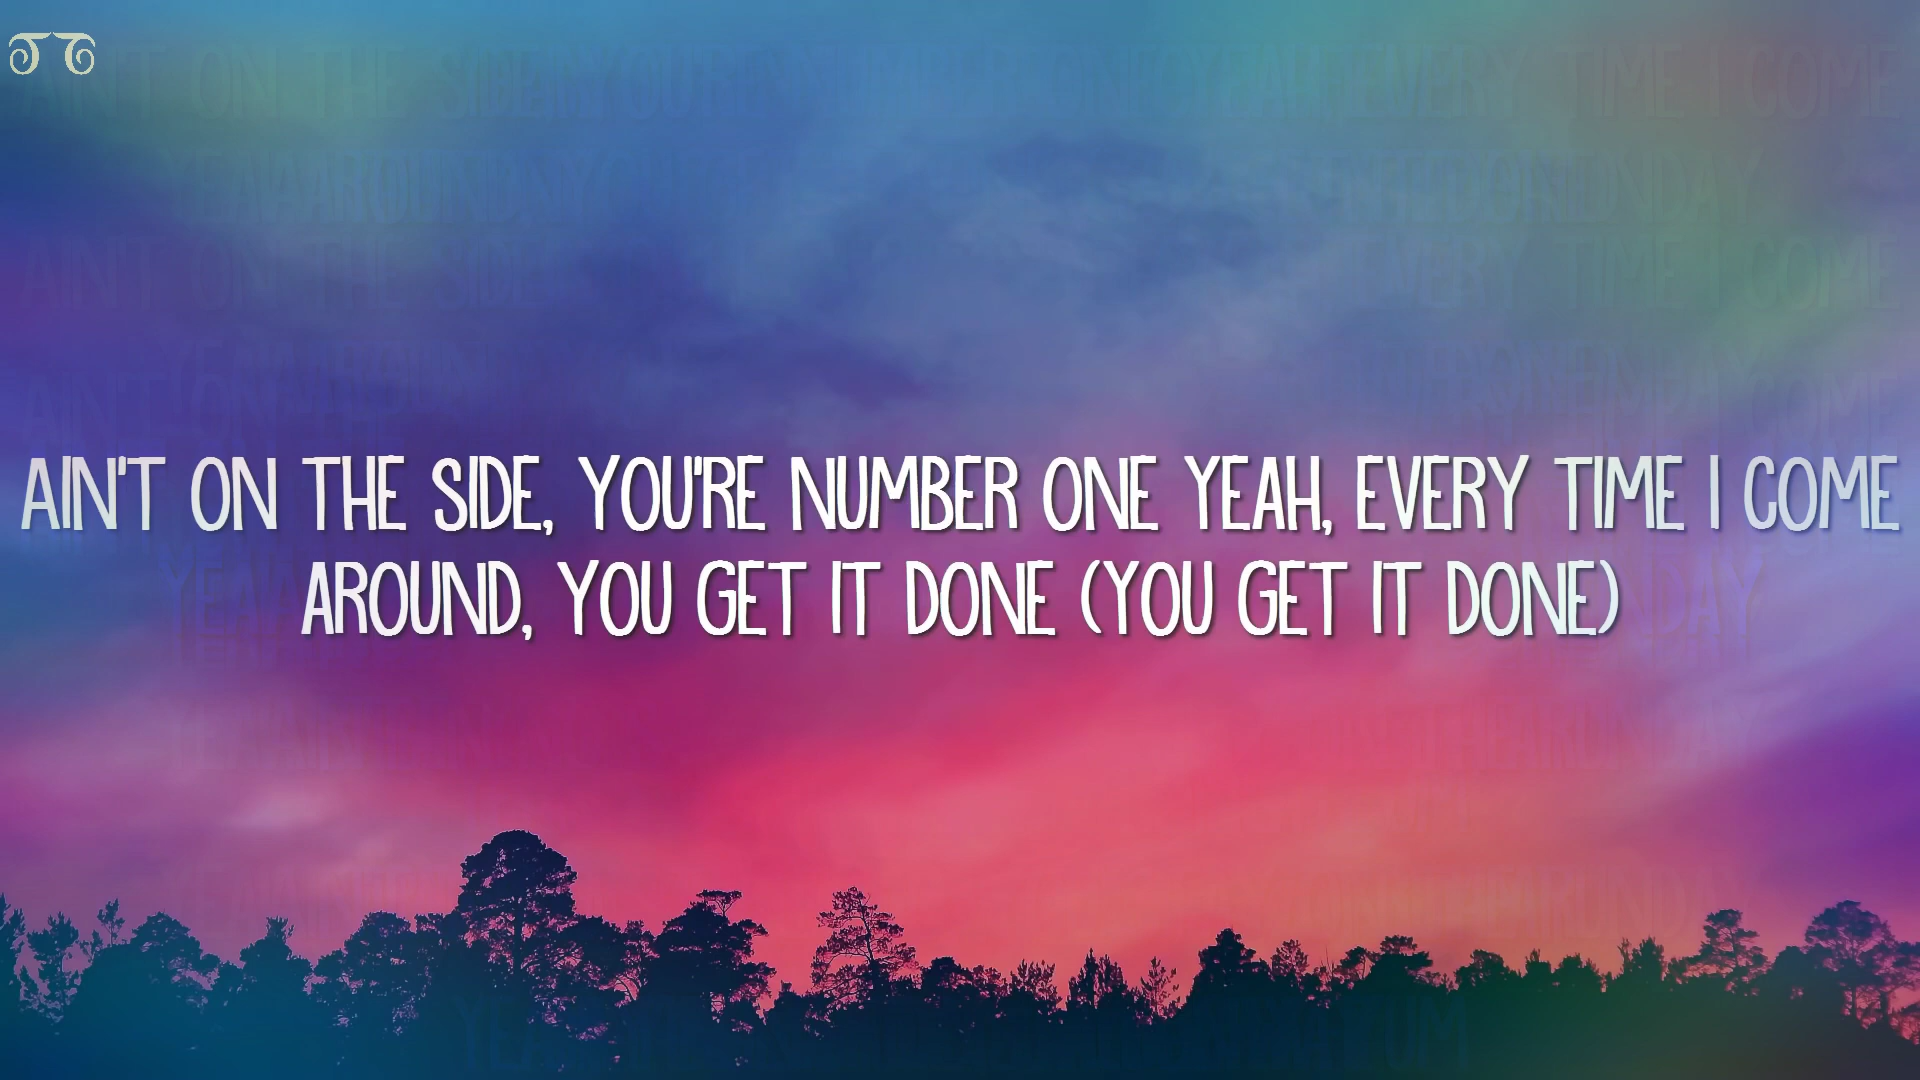 AIN'T ON THE SIDE, YOU'RE NUMBER ONE YEAH, EVERY TIME I COME
AROUND, YOU GET IT DONE (YOU GET IT DONE)